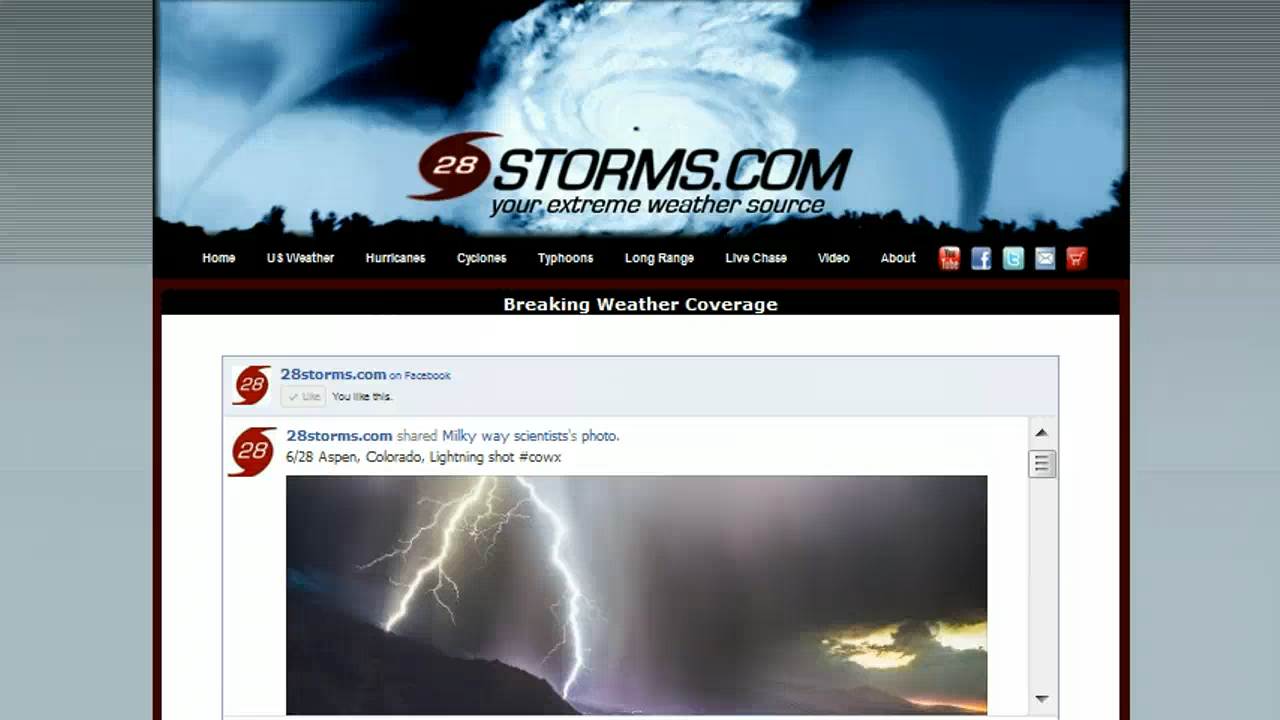 28 STORMS.COM
your extreme weather source
Home US Weather Hurricanes Cyclones Typhoons Long Range Live Chase Video About You Tube
Breaking Weather Coverage
28 28storms.com on Facebook
Like You like this.
28 28storms.com shared Milky way scientists's photo.
6/28 Aspen, Colorado, Lightning shot #cowx